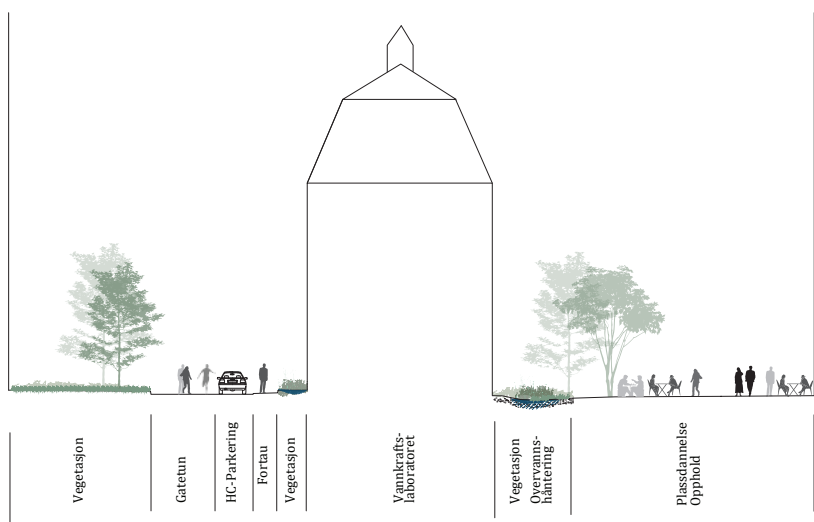 Vegetasjon
Gatetun
HC-Parkering
Fortau
Vegetasjon
Vannkrafts-
laboratoret
Vegetasjon
Overvanns-
håntering
Plassdannelse
Opphold